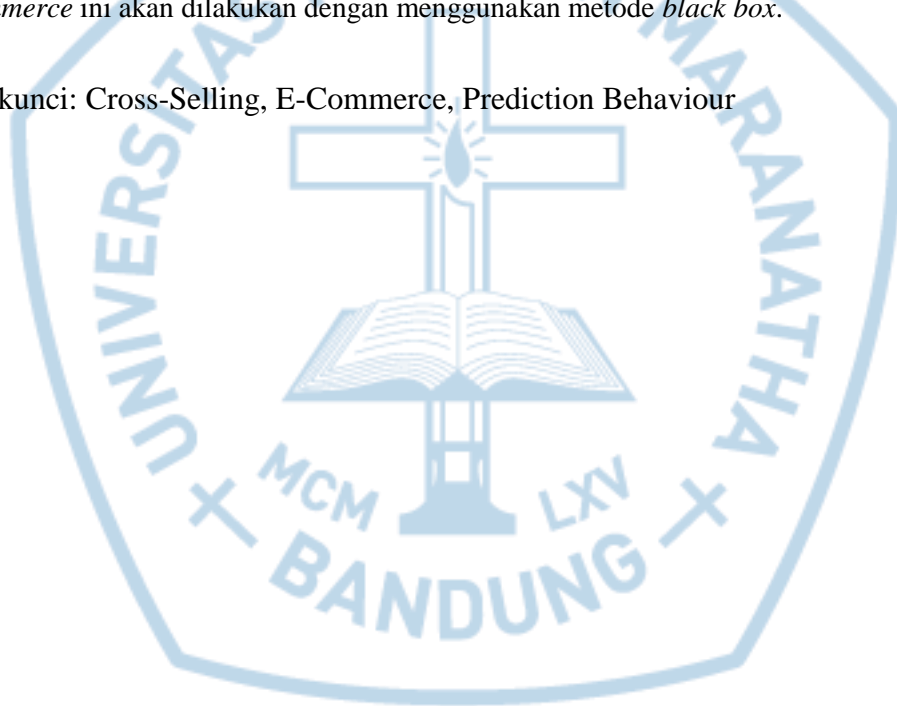 mmerce ini akan dilakukan dengan menggunakan metode black box.
kunci: Cross-Selling, E-Commerce, Prediction Behaviour
UNIVERSITAS MARANATHA
MCM LXV
BANDUNG